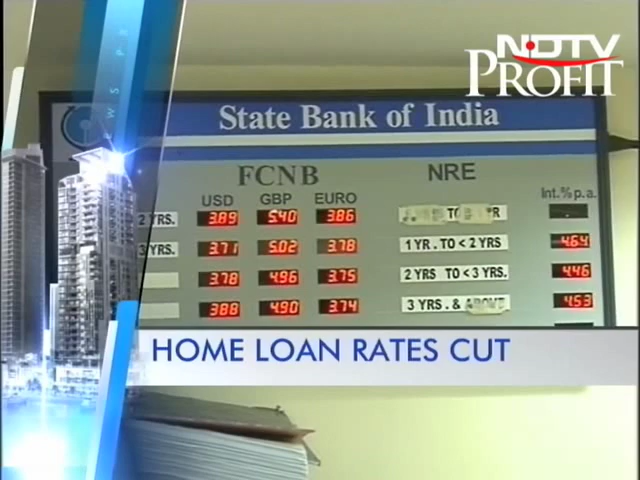 NDTV
PROFIT
State Bank of India
FCNB NRE
USD GBP EURO Int.% p.a.
2 YRS. 3.89 5.40 3.86
3 YRS. 3.71 5.02 3.78 1 YR. TO < 2 YRS 4.64
3.78 4.96 3.75 2 YRS TO < 3 YRS. 4.46
388 4.90 3.74 3 YRS. & ABOVE 4.53
HOME LOAN RATES CUT